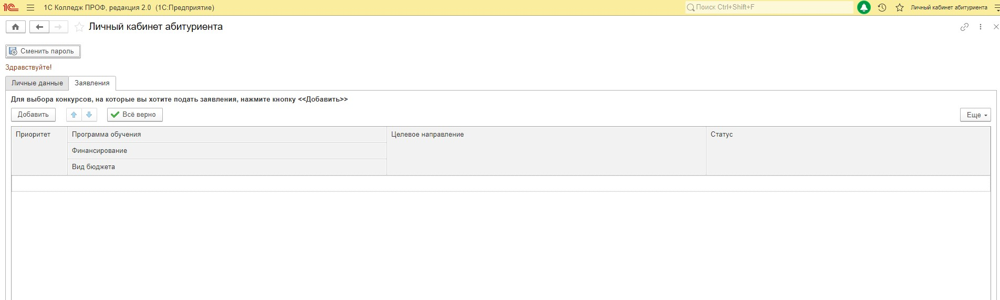 1С Колледж ПРОФ, редакция 2.0 (1С:Предприятие)
Поиск Ctrl+Shift+F
Личный кабинет абитуриента
Личный кабинет абитуриента
Сменить пароль
Здравствуйте!
Личные данные
Заявления
Для выбора конкурсов, на которые вы хотите подать заявления, нажмите кнопку <<Добавить>>
Добавить
Всё верно
Еще
Приоритет
Программа обучения
Целевое направление
Статус
Финансирование
Вид бюджета